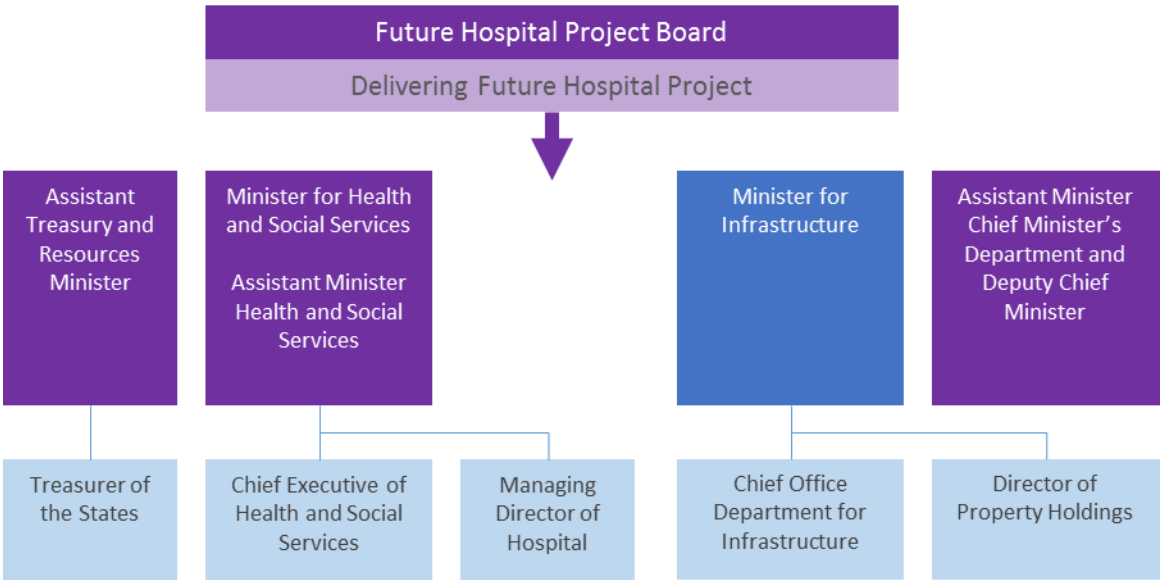 Future Hospital Project Board
Delivering Future Hospital Project
Assistant
Treasury and
Resources
Minister
Minister for Health
and Social Services
Assistant Minister
Health and Social
Services
Minister for
Infrastructure
Assistant Minister
Chief Minister’s
Department and
Deputy Chief
Minister
Treasurer of
the States
Chief Executive of
Health and Social
Services
Managing
Director of
Hospital
Chief Office
Department for
Infrastructure
Director of
Property Holdings